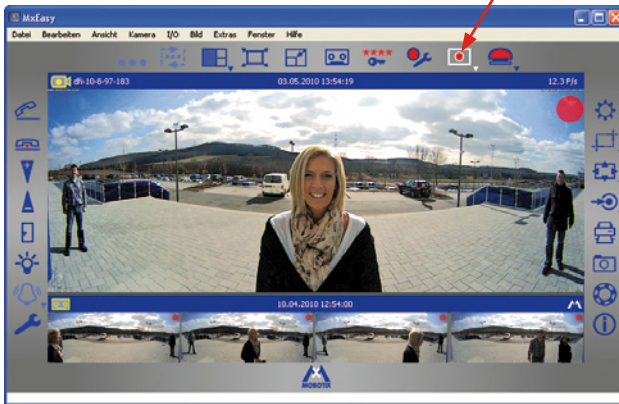 MxEasy
Datei Bearbeiten Ansicht Kamera I/O Bild Extras Fenster Hilfe
****
dfi-10-8-97-183 03.05.2010 13:54:19 12.3 F/s
10.04.2010 12:54:00
MOBOTIX